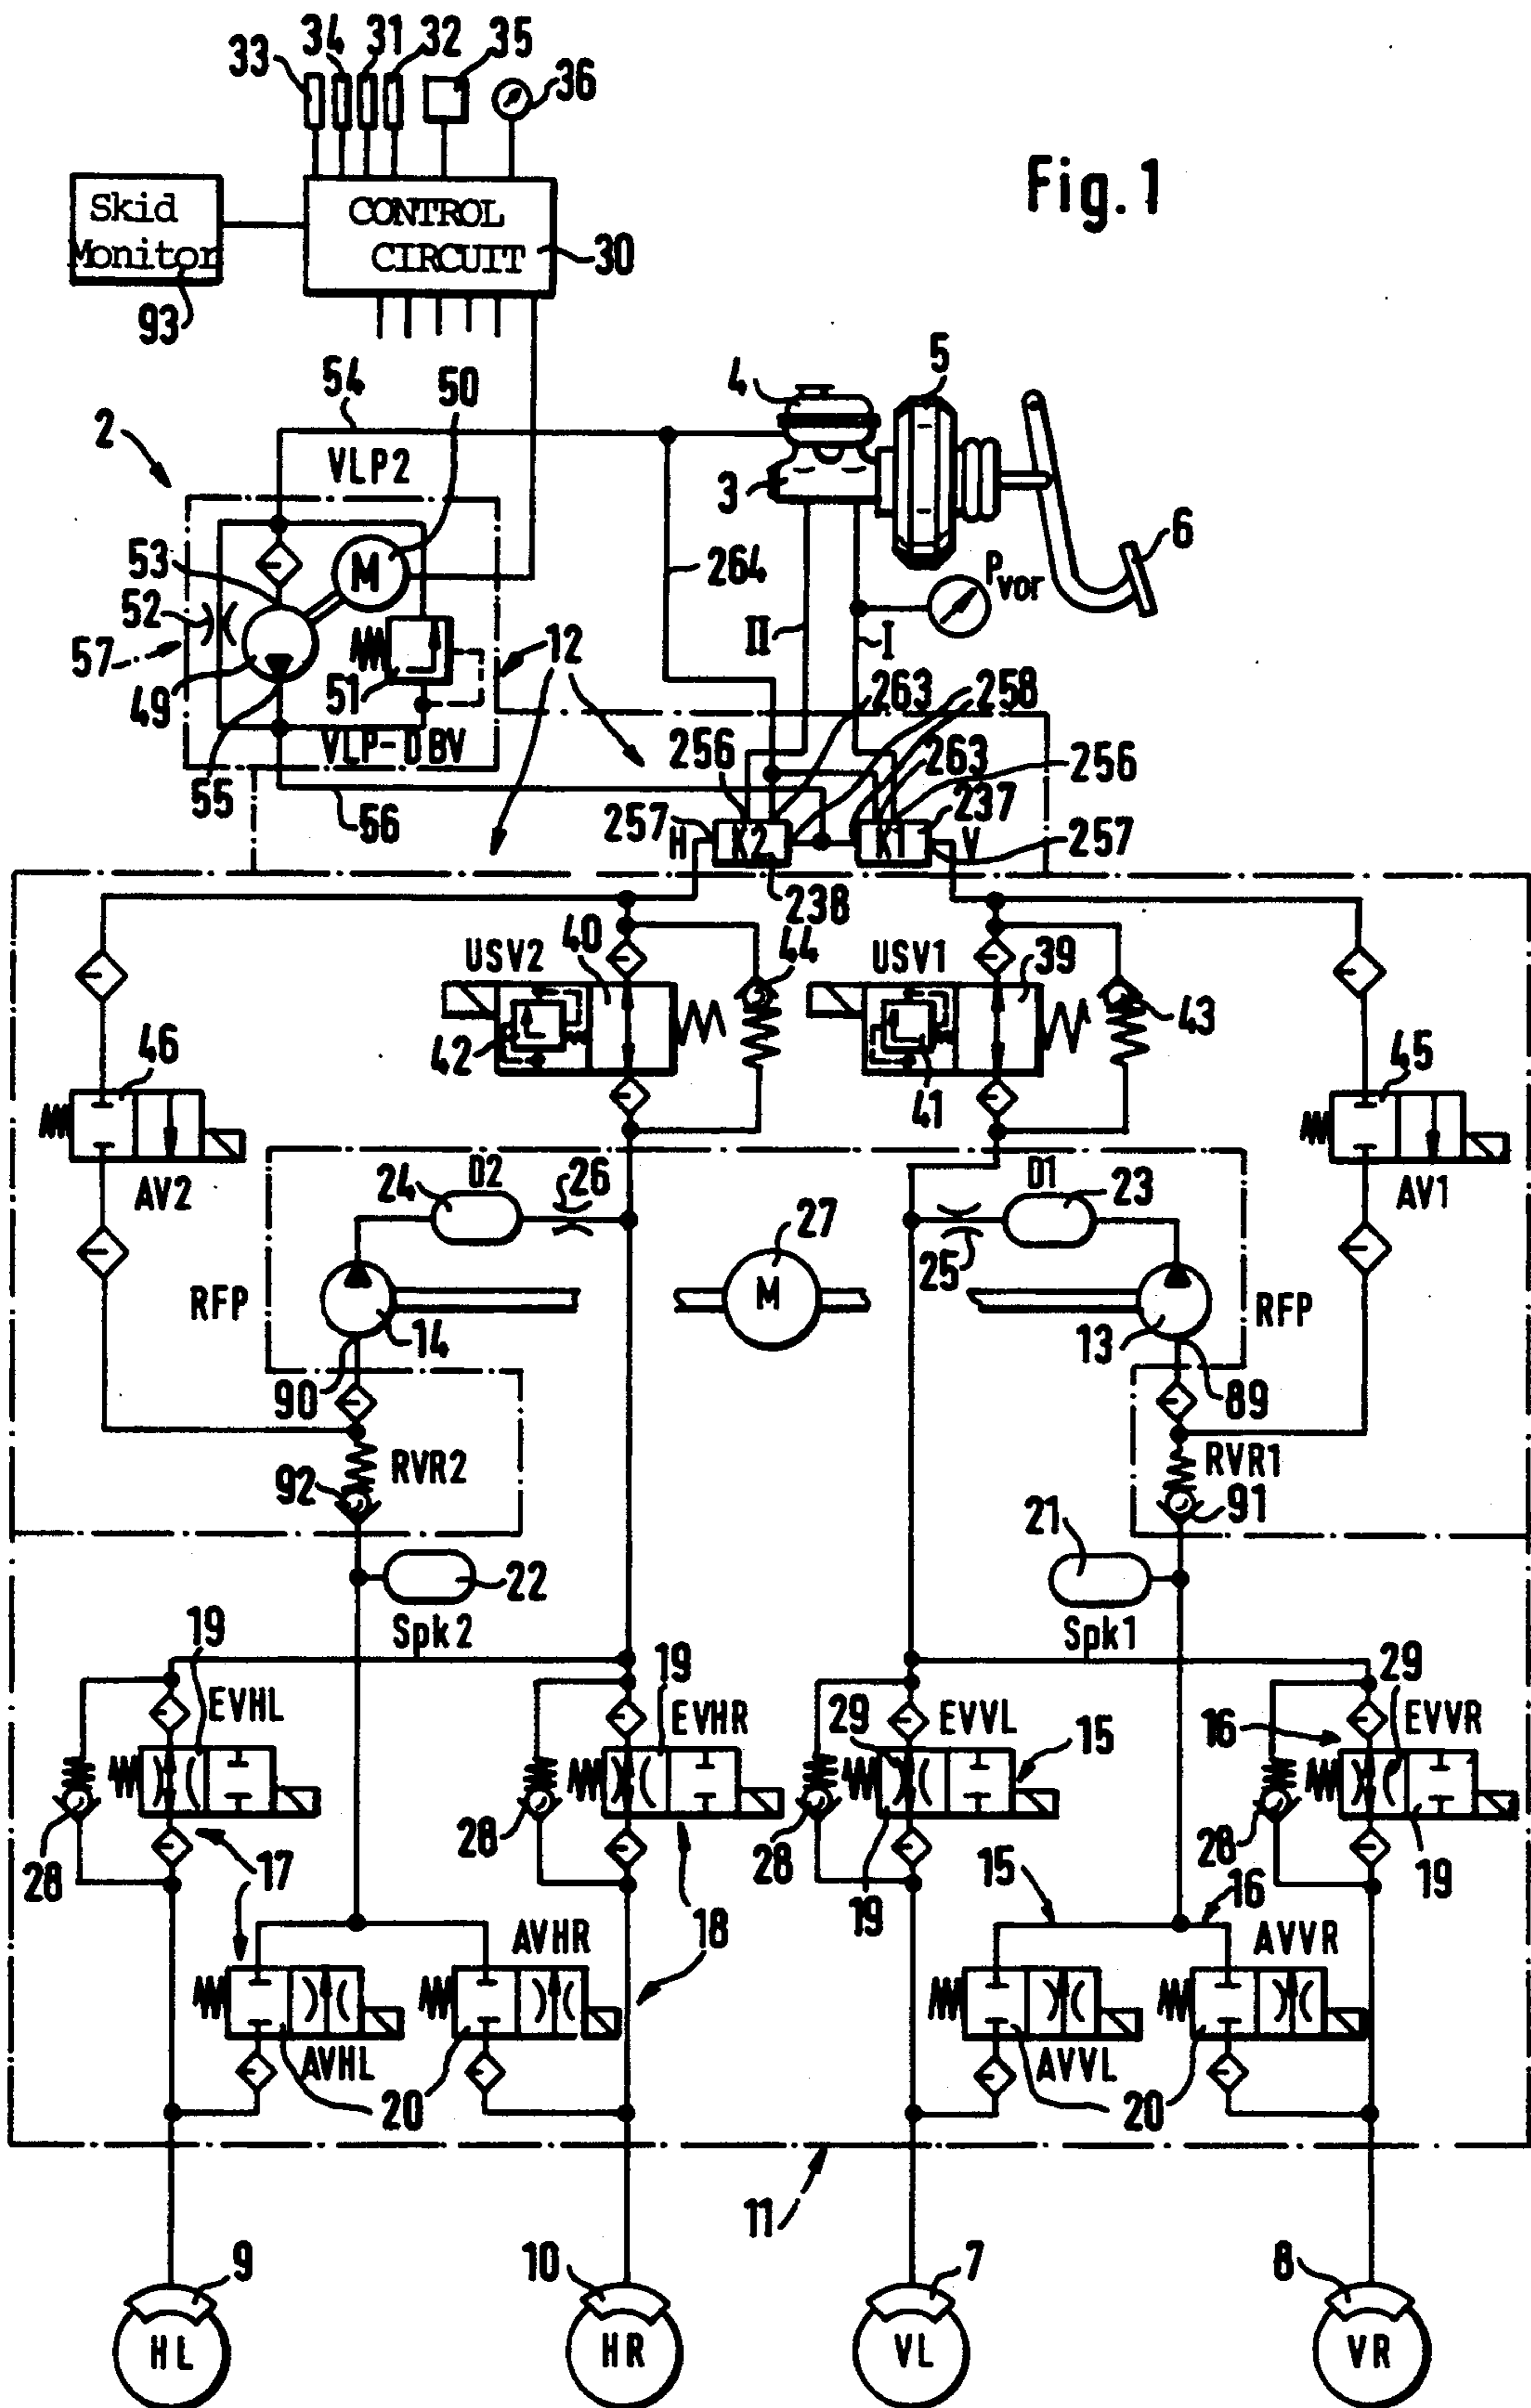 33 34 31 32 35 36
Fig. 1
Skid
Monitor
93
CONTROL
CIRCUIT
30
54 50 4 5
2
VLP2
3
6
53
M
264
P vor
52
II
I
57
12
49
51
263 258
VLP-DBV
256 263 256
55
237
56
257 H K2 K1 V 257
238
USV2 40 44 USV1 39
43
42
46 41 45
AV2 24 D2 26 D1 23 AV1
27
25
RFP M RFP
14 13
90 89
92 RVR2 RVR1 91
21
22
Spk2 Spk1
19 19 29
EVHL EVHR 29 EVVL 15 16 EVVR
28 17 28 28 28
19 19
15 16
18
AVHR AVVR
AVHL AVVL
20 20
11
9 10 7 8
HL HR VL VR